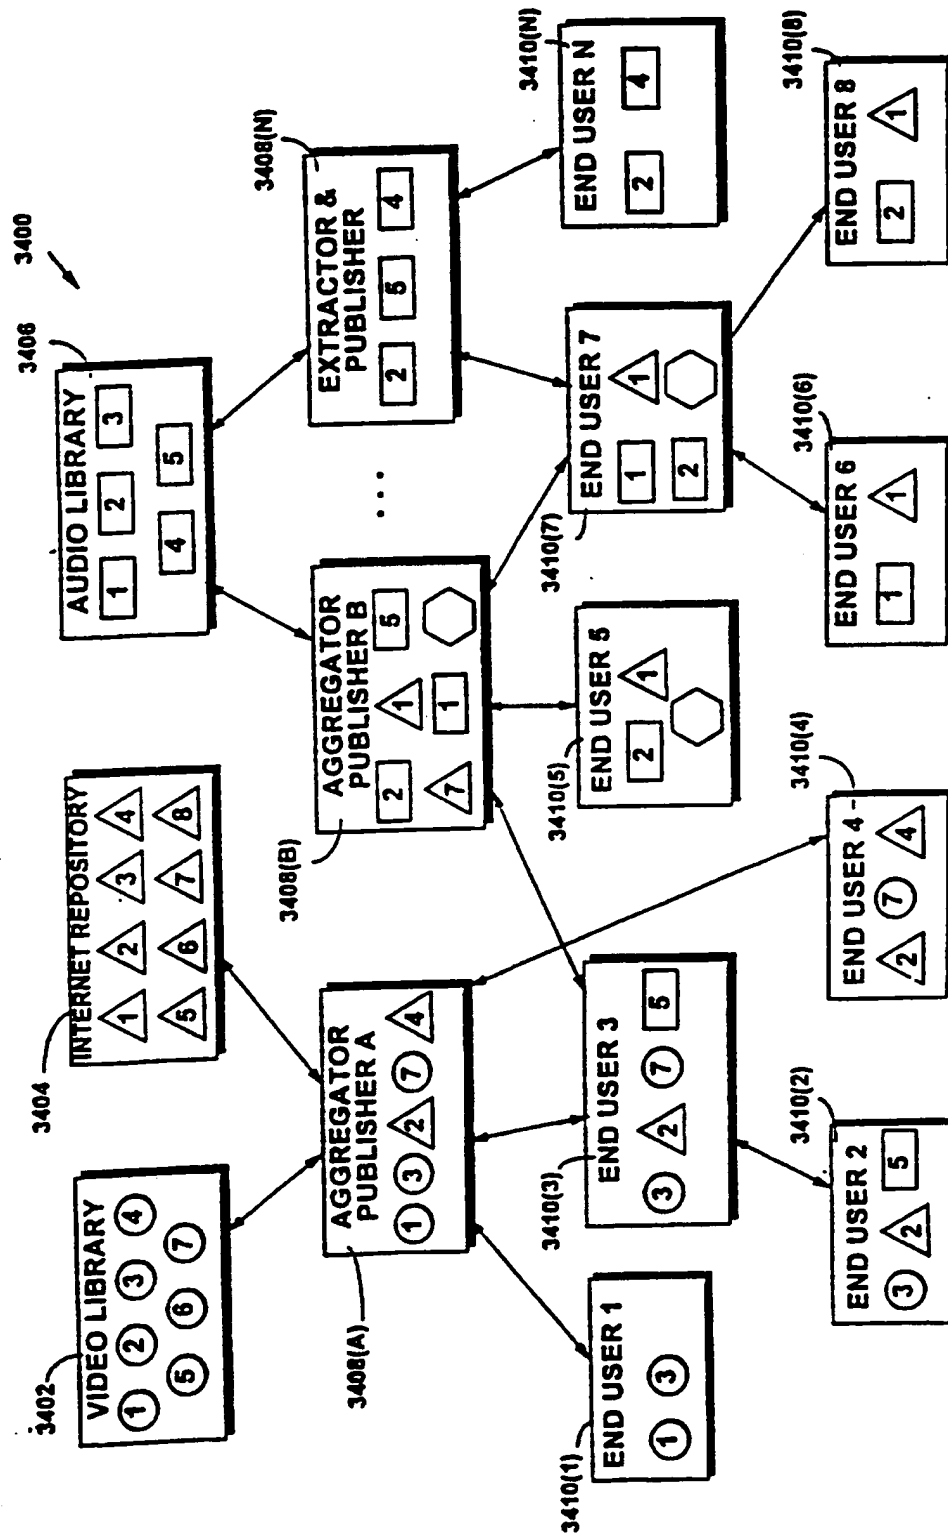 3400
3402
VIDEO LIBRARY
1 2 3 4
5 6 7
3404
INTERNET REPOSITORY
1 2 3 4
5 6 7 8
3406
AUDIO LIBRARY
1 2 3
4 5
3408(A)
AGGREGATOR
PUBLISHER A
1 3 2 7 4
3408(B)
AGGREGATOR
PUBLISHER B
2 1 5
7 1
...
3408(N)
EXTRACTOR &
PUBLISHER
2 5 4
3410(1)
END USER 1
1 3
3410(3)
END USER 3
3 2 7 5
3410(5)
END USER 5
2 1
3410(7)
END USER 7
1 1
2
3410(N)
END USER N
2 4
3410(2)
END USER 2
3 2 5
3410(4)
END USER 4
2 7 4
3410(6)
END USER 6
1 1
3410(8)
END USER 8
2 1